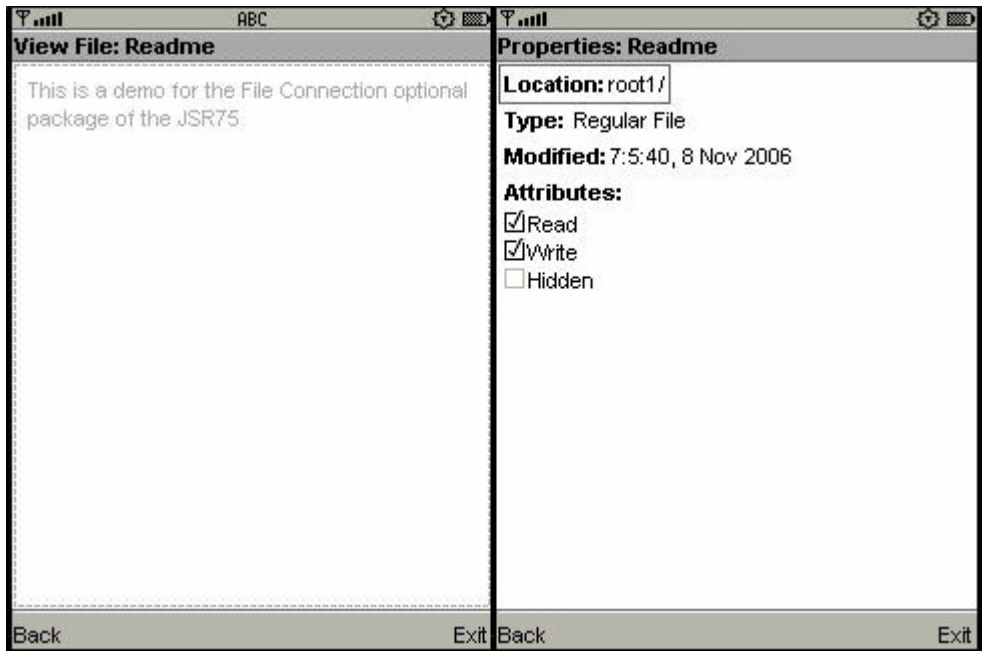 ABC
View File: Readme
This is a demo for the File Connection optional
package of the JSR75
Back Exit
Properties: Readme
Location: root1/
Type: Regular File
Modified: 7:5:40, 8 Nov 2006
Attributes:
Read
Write
Hidden
Back Exit